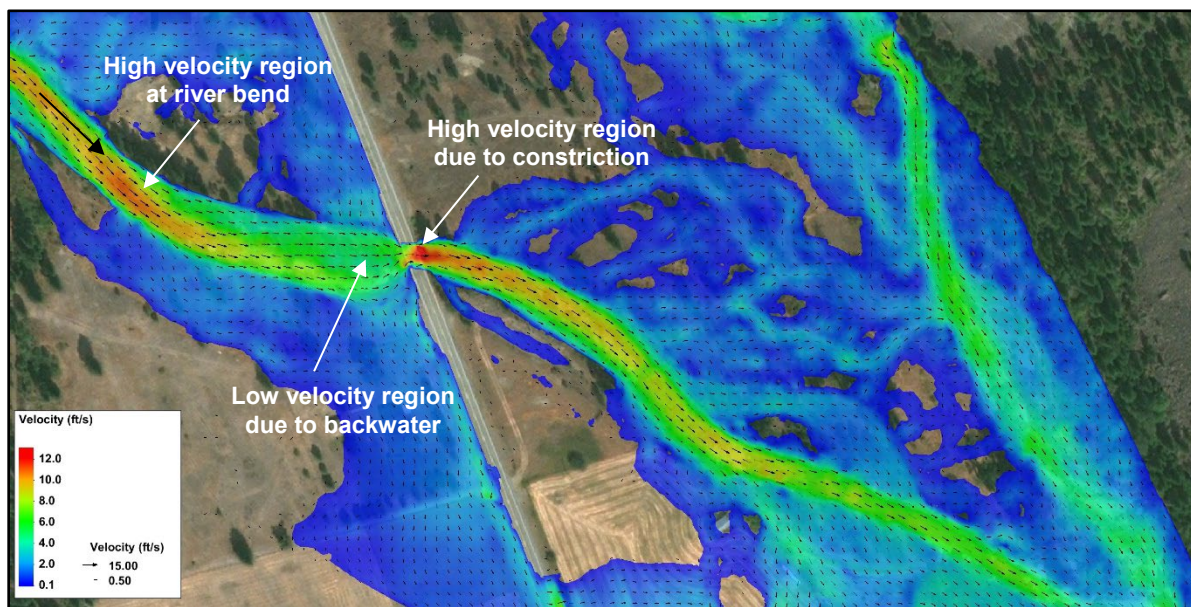 High velocity region
at river bend
High velocity region
due to constriction
Low velocity region
due to backwater
Velocity (ft/s)
12.0
10.0
8.0
6.0
4.0
2.0
0.1
Velocity (ft/s)
15.00
0.50